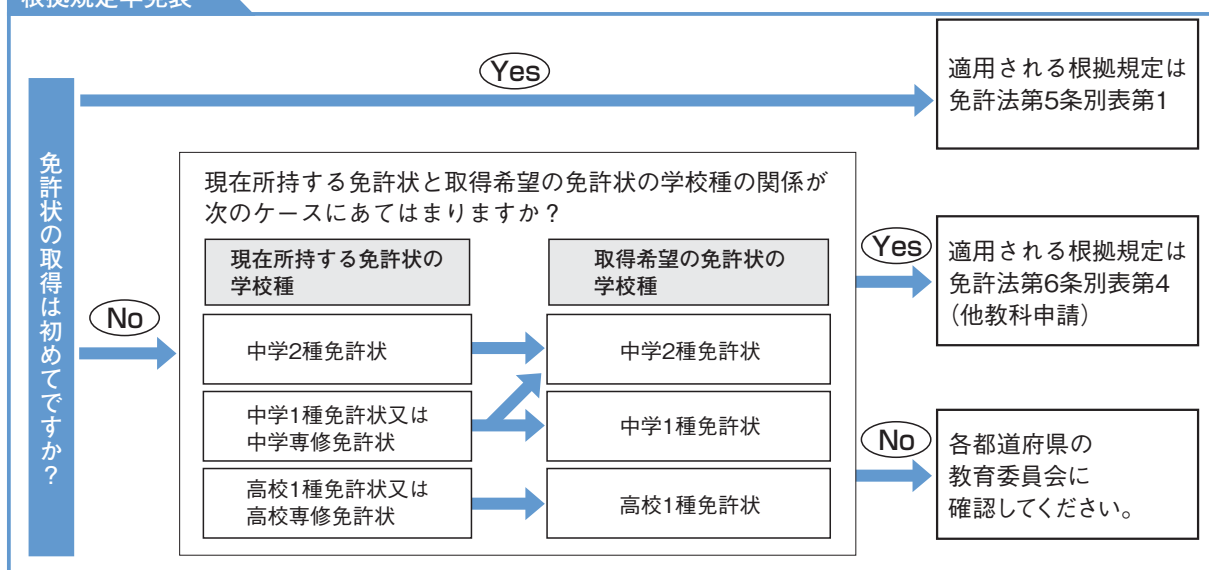 根拠規定早見表
Yes
適用される根拠規定は
免許法第5条別表第1
免許状の取得は初めてですか？
現在所持する免許状と取得希望の免許状の学校種の関係が
次のケースにあてはまりますか？
現在所持する免許状の
学校種
取得希望の免許状の
学校種
Yes
適用される根拠規定は
免許法第6条別表第4
（他教科申請）
No
中学2種免許状
中学2種免許状
中学1種免許状又は
中学専修免許状
中学1種免許状
高校1種免許状又は
高校専修免許状
高校1種免許状
No
各都道府県の
教育委員会に
確認してください。